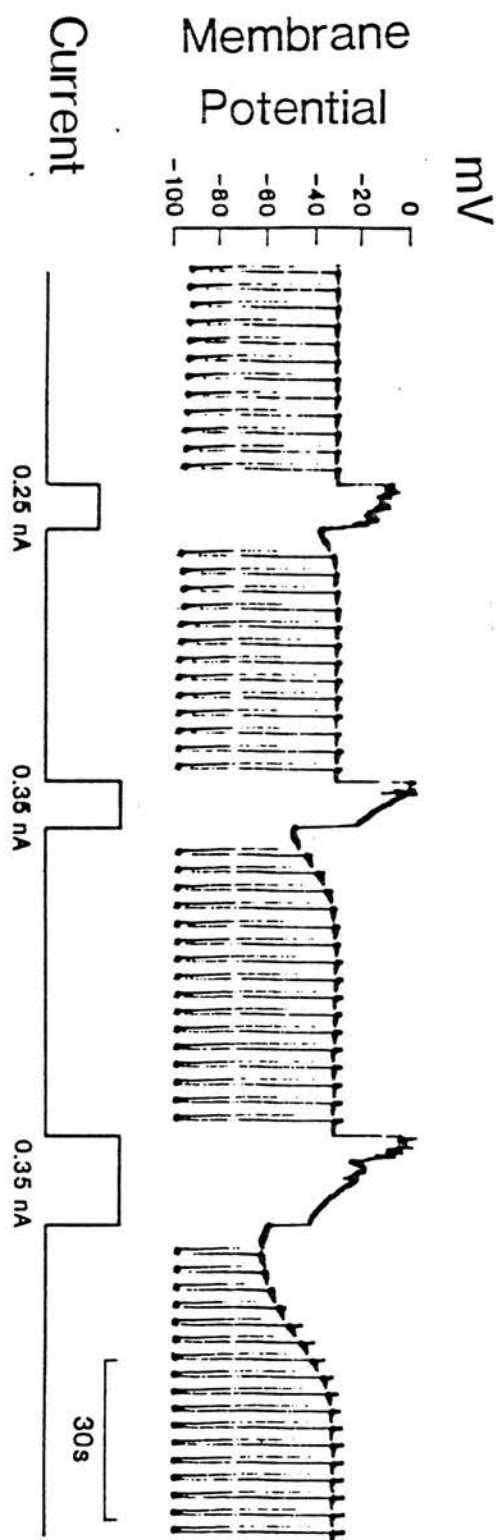 Membrane
Potential
mV
0
-20
-40
-60
-80
-100
Current
0.25 nA
0.35 nA
0.35 nA
30s